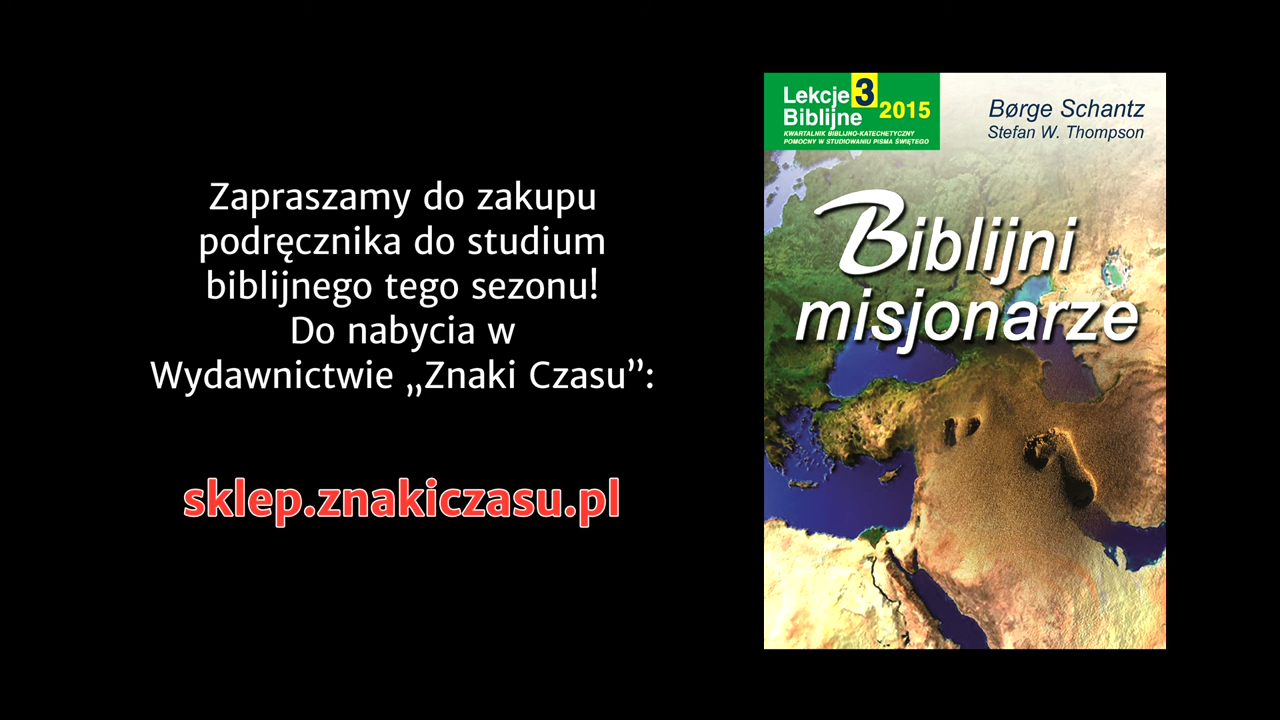 Zapraszamy do zakupu
podręcznika do studium
biblijnego tego sezonu!
Do nabycia w
Wydawnictwie „Znaki Czasu”:
sklep.znakiczasu.pl
Lekcje 3 2015
Biblijne
KWARTALNIK BIBLIJNO-KATECHETYCZNY
POMOCNY W STUDIOWANIU PISMA ŚWIĘTEGO
Børge Schantz
Stefan W. Thompson
Biblijni
misjonarze